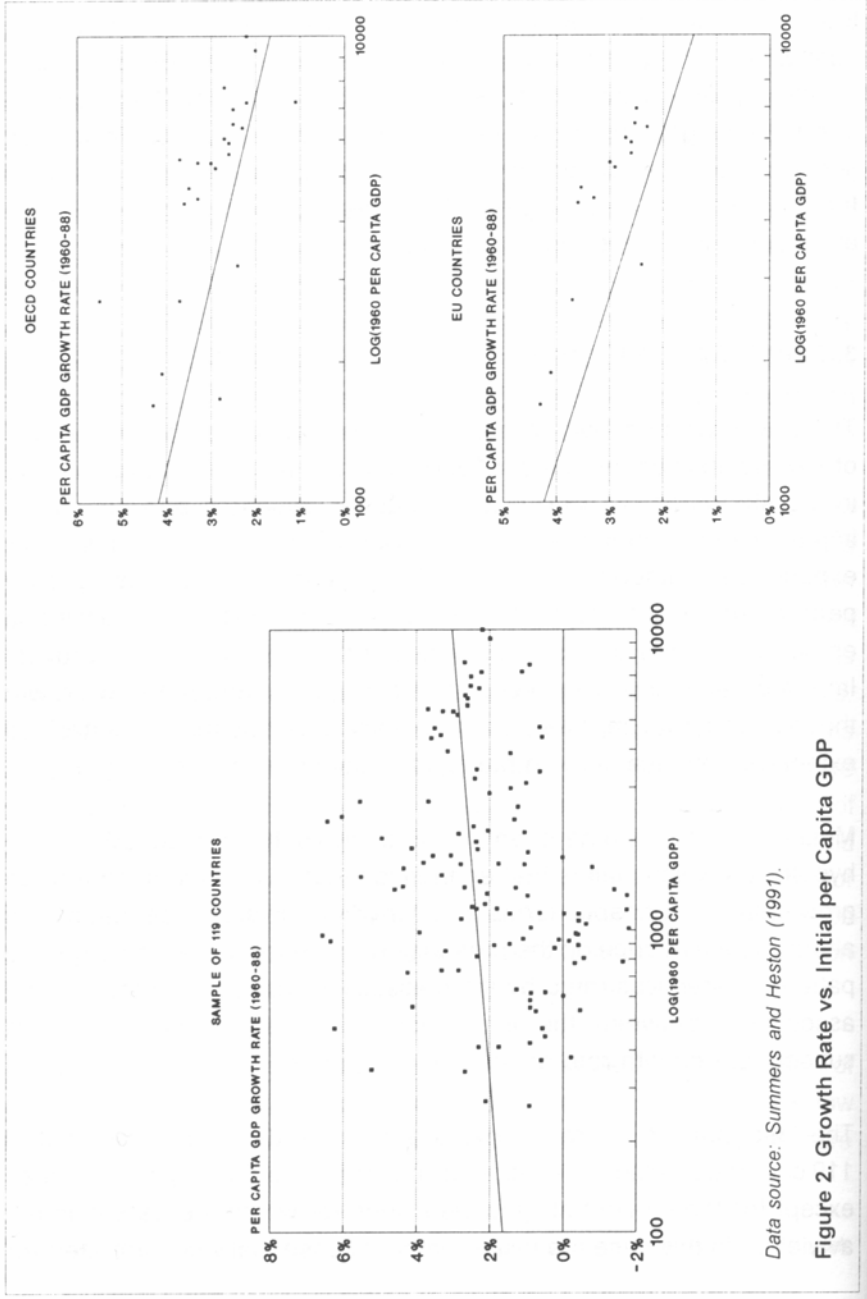 SAMPLE OF 119 COUNTRIES
PER CAPITA GDP GROWTH RATE (1960-88)
8%
6%
4%
2%
0%
-2%
100
1000
10000
LOG(1960 PER CAPITA GDP)
OECD COUNTRIES
PER CAPITA GDP GROWTH RATE (1960-88)
6%
5%
4%
3%
2%
1%
0%
1000
10000
LOG(1960 PER CAPITA GDP)
EU COUNTRIES
PER CAPITA GDP GROWTH RATE (1960-88)
5%
4%
3%
2%
1%
0%
1000
10000
LOG(1960 PER CAPITA GDP)
Data source: Summers and Heston (1991).
Figure 2. Growth Rate vs. Initial per Capita GDP